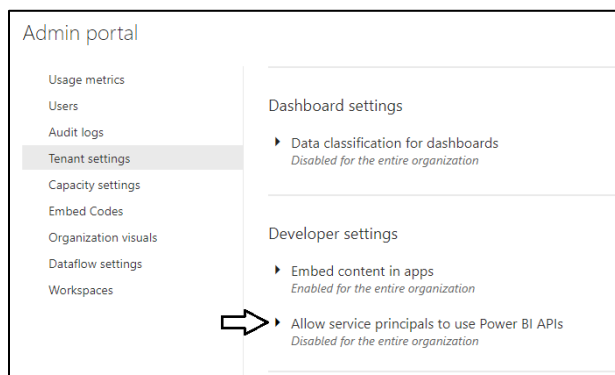 Admin portal
Usage metrics
Users
Audit logs
Tenant settings
Capacity settings
Embed Codes
Organization visuals
Dataflow settings
Workspaces
Dashboard settings
Data classification for dashboards
Disabled for the entire organization
Developer settings
Embed content in apps
Enabled for the entire organization
Allow service principals to use Power BI APIs
Disabled for the entire organization